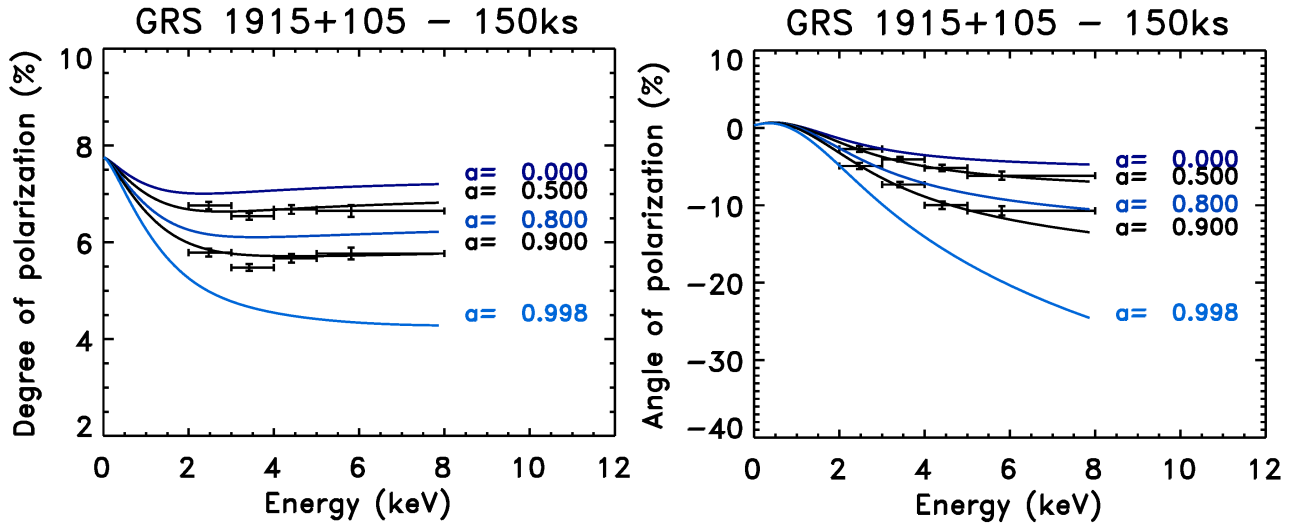 GRS 1915+105 – 150ks
Degree of polarization (%)
10
8
6
4
2
a= 0.000
a= 0.500
a= 0.800
a= 0.900
a= 0.998
0 2 4 6 8 10 12
Energy (keV)
GRS 1915+105 – 150ks
Angle of polarization (%)
10
0
−10
−20
−30
−40
a= 0.000
a= 0.500
a= 0.800
a= 0.900
a= 0.998
0 2 4 6 8 10 12
Energy (keV)